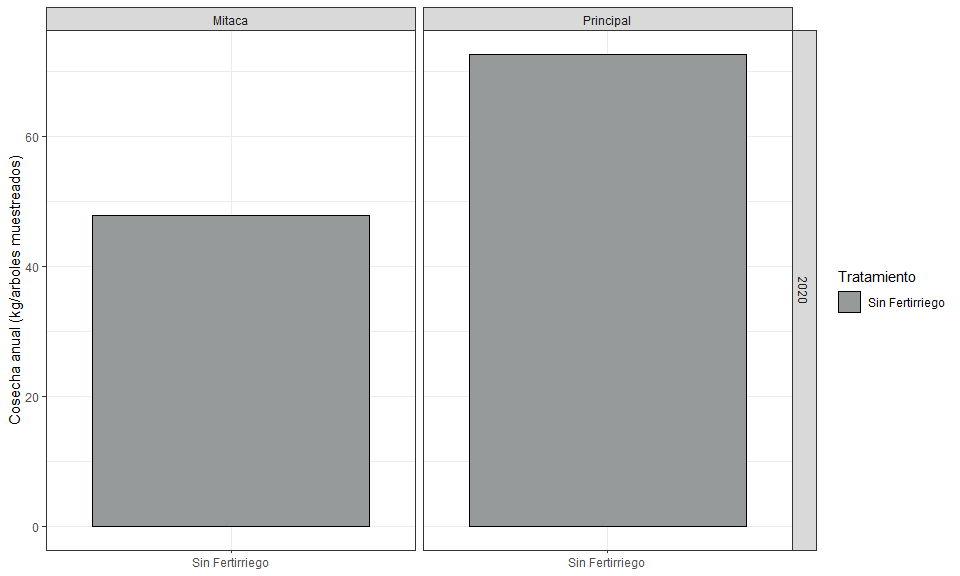 Mitaca
Principal
Cosecha anual (kg/arboles muestreados)
60
40
20
0
Sin Fertirriego
Sin Fertirriego
2020
Tratamiento
Sin Fertirriego